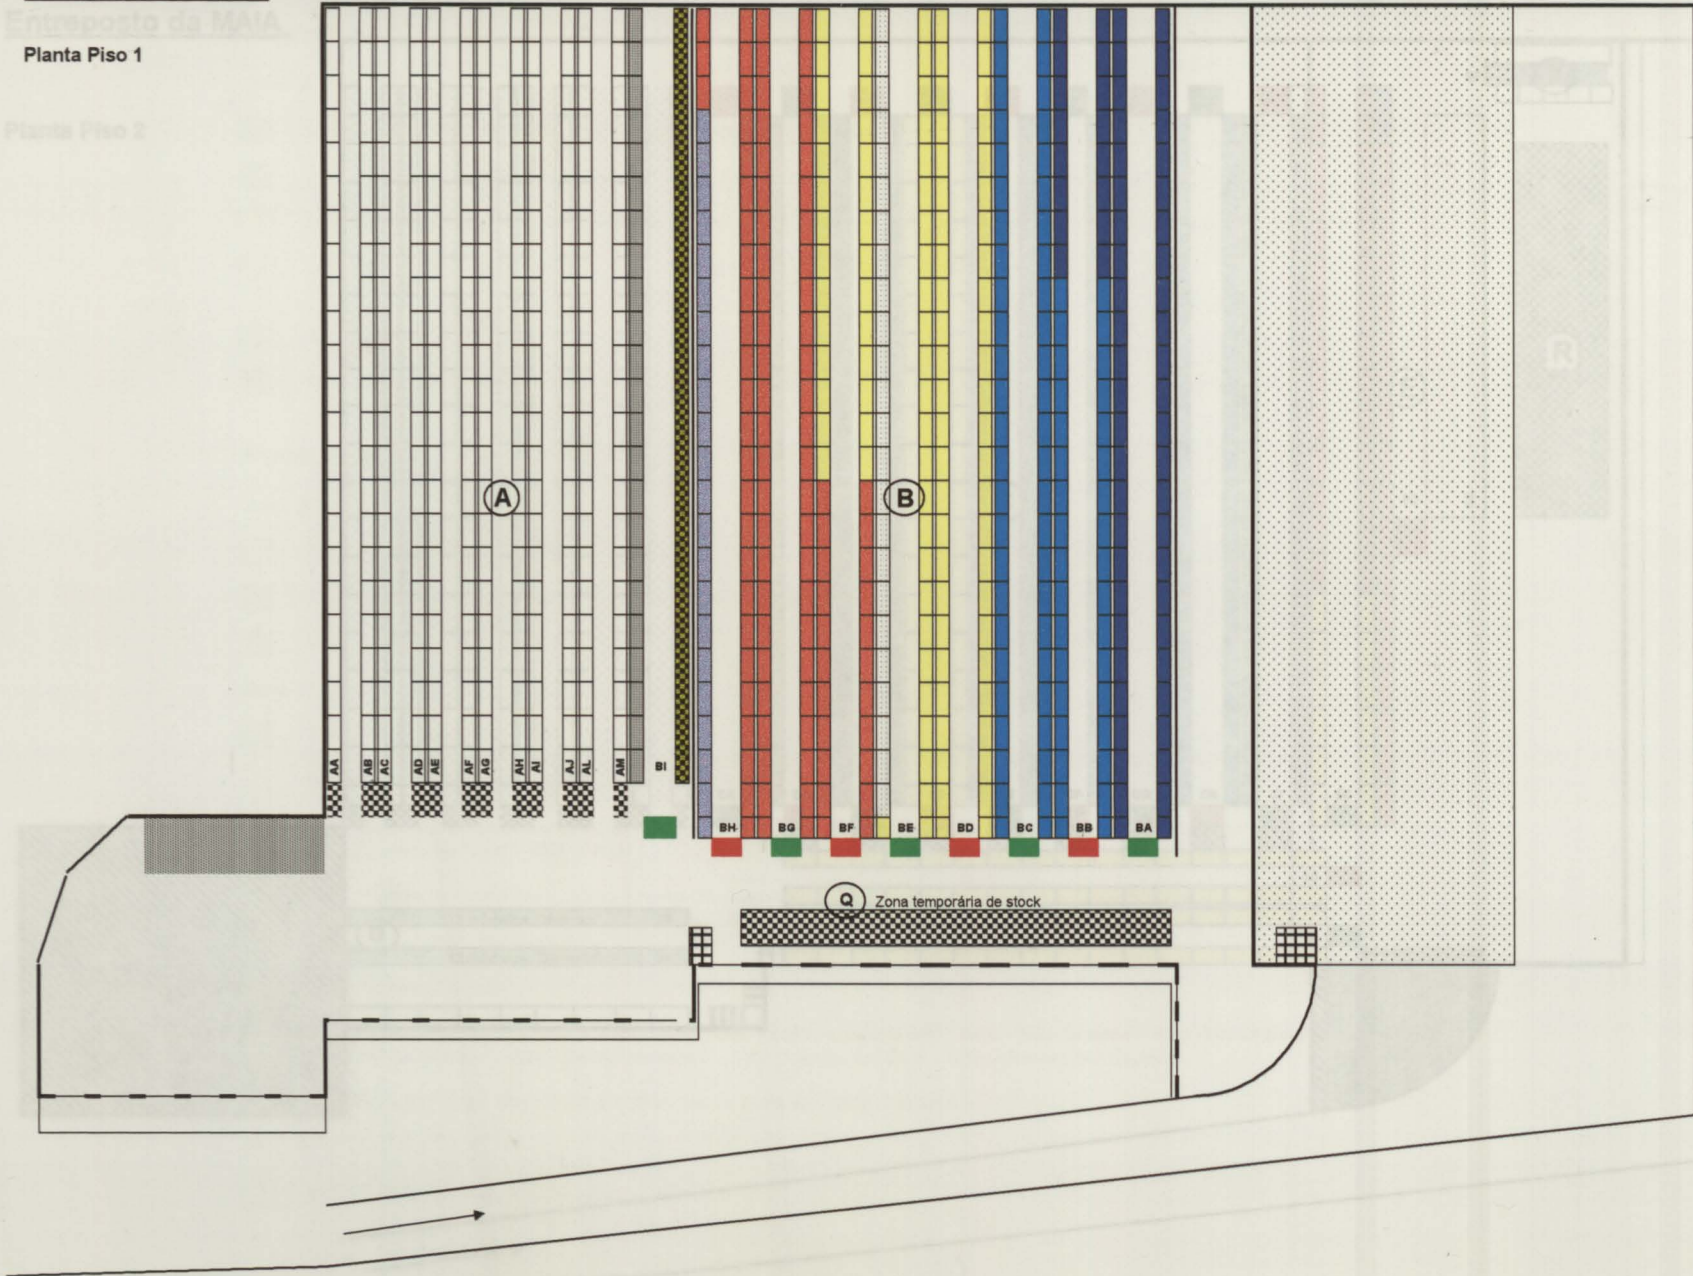 Entreposto da MAIA
Planta Piso 1
Planta Piso 2
A
B
R
AA
AB
AC
AD
AE
AF
AG
AH
AI
AJ
AL
AM
BI
BH
BG
BF
BE
BD
BC
BB
BA
Q
Zona temporária de stock